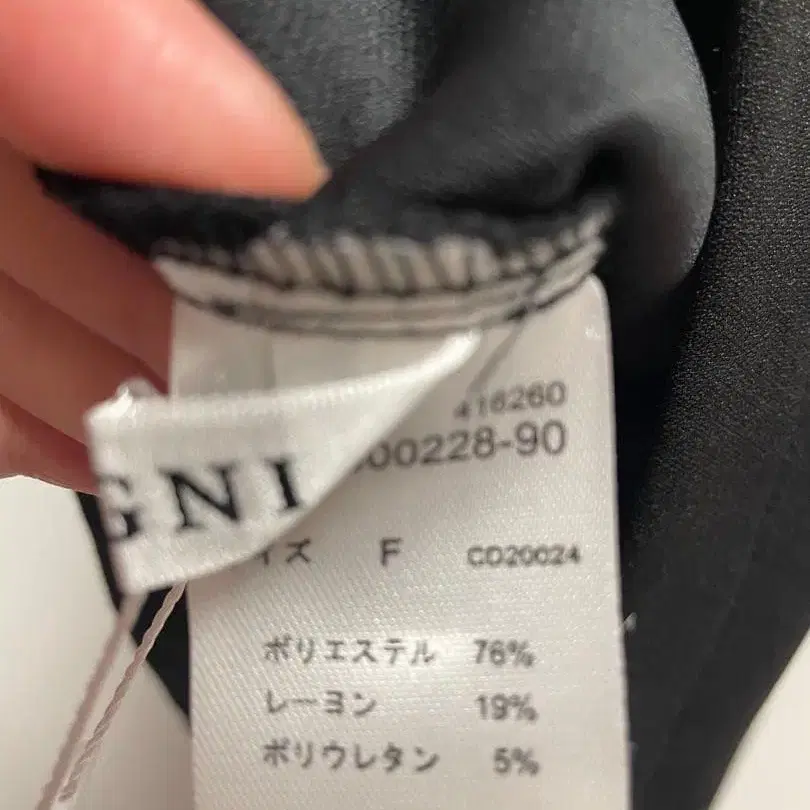 416260
00228-90
GNI
イズ F CD20024
ポリエステル 76%
レーヨン 19%
ポリウレタン 5%